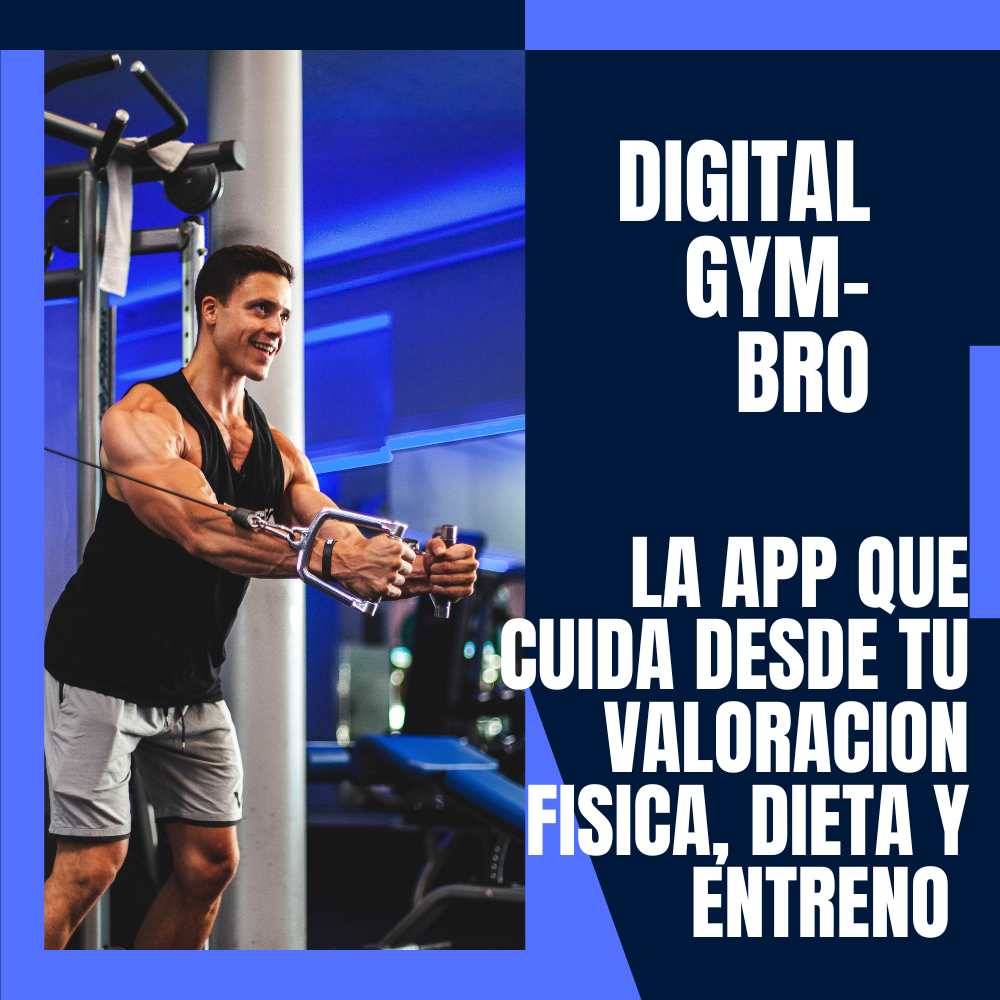 DIGITAL
GYM-
BRO
LA APP QUE
CUIDA DESDE TU
VALORACION
FISICA, DIETA Y
ENTRENO